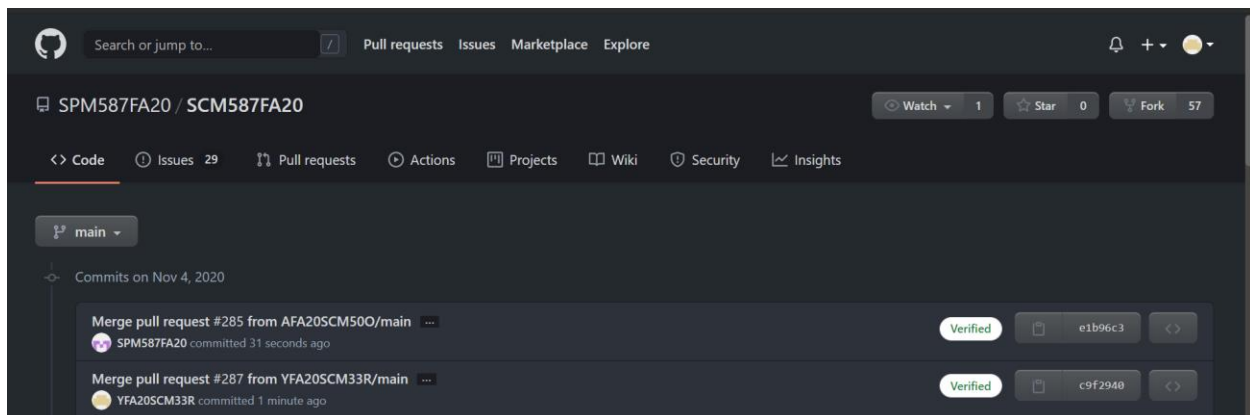 Search or jump to... / Pull requests Issues Marketplace Explore
SPM587FA20 / SCM587FA20 Watch 1 Star 0 Fork 57
<> Code Issues 29 Pull requests Actions Projects Wiki Security Insights
main
Commits on Nov 4, 2020
Merge pull request #285 from AFA20SCM50O/main ...
Verified e1b96c3 <>
SPM587FA20 committed 31 seconds ago
Merge pull request #287 from YFA20SCM33R/main ...
Verified c9f2940 <>
YFA20SCM33R committed 1 minute ago